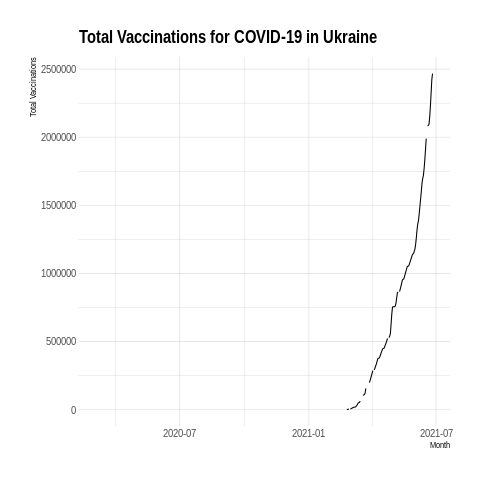 Total Vaccinations for COVID-19 in Ukraine
Total Vaccinations
2500000
2000000
1500000
1000000
500000
0
2020-07 2021-01 2021-07
Month